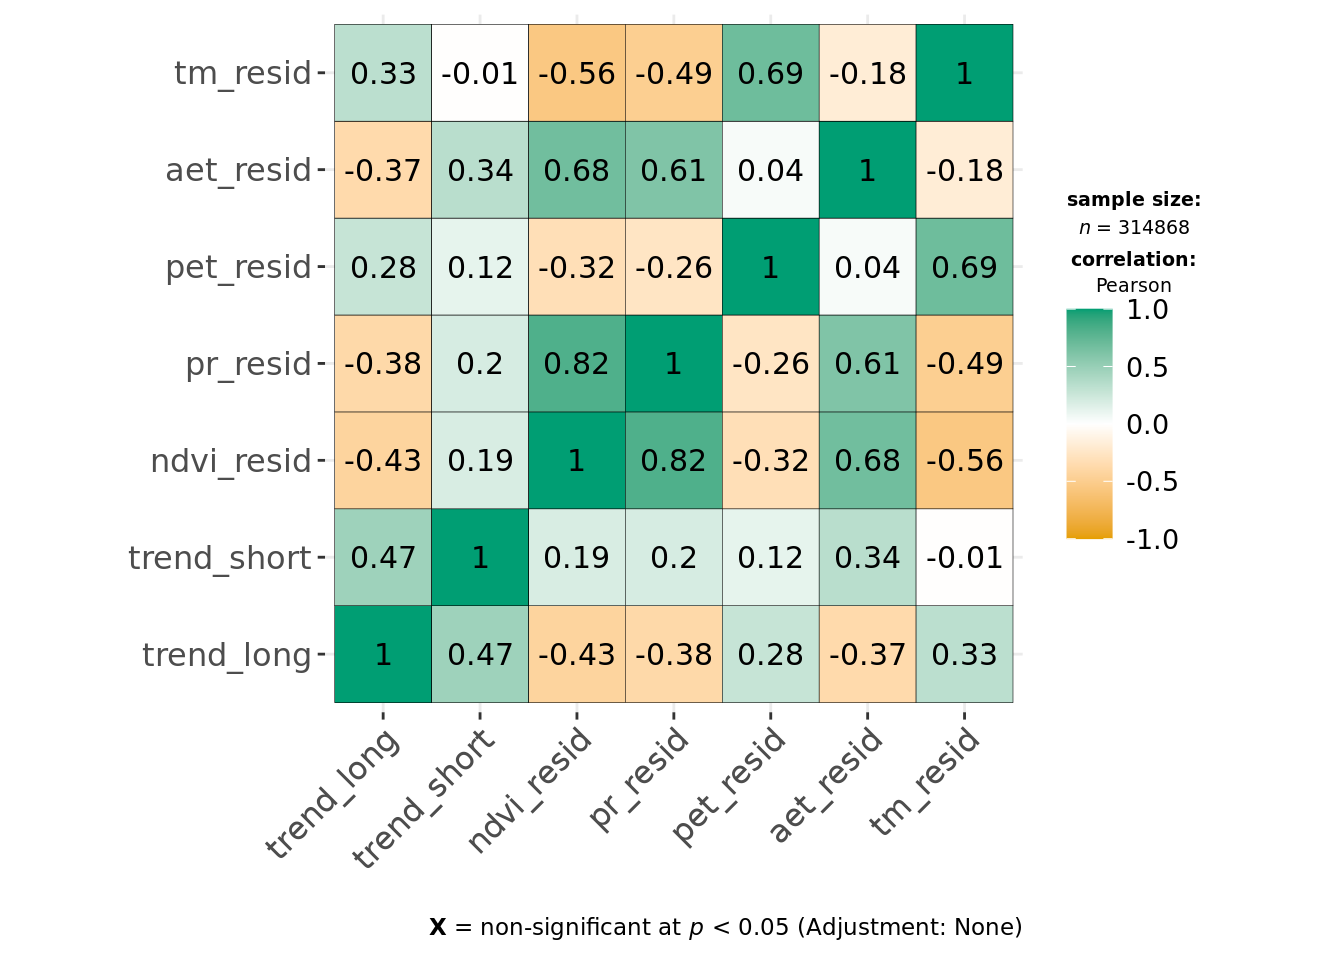 tm_resid 0.33 -0.01 -0.56 -0.49 0.69 -0.18 1
aet_resid -0.37 0.34 0.68 0.61 0.04 1 -0.18
pet_resid 0.28 0.12 -0.32 -0.26 1 0.04 0.69
pr_resid -0.38 0.2 0.82 1 -0.26 0.61 -0.49
ndvi_resid -0.43 0.19 1 0.82 -0.32 0.68 -0.56
trend_short 0.47 1 0.19 0.2 0.12 0.34 -0.01
trend_long 1 0.47 -0.43 -0.38 0.28 -0.37 0.33
trend_long trend_short ndvi_resid pr_resid pet_resid aet_resid tm_resid
sample size:
n = 314868
correlation:
Pearson
1.0
0.5
0.0
-0.5
-1.0
X = non-significant at p < 0.05 (Adjustment: None)